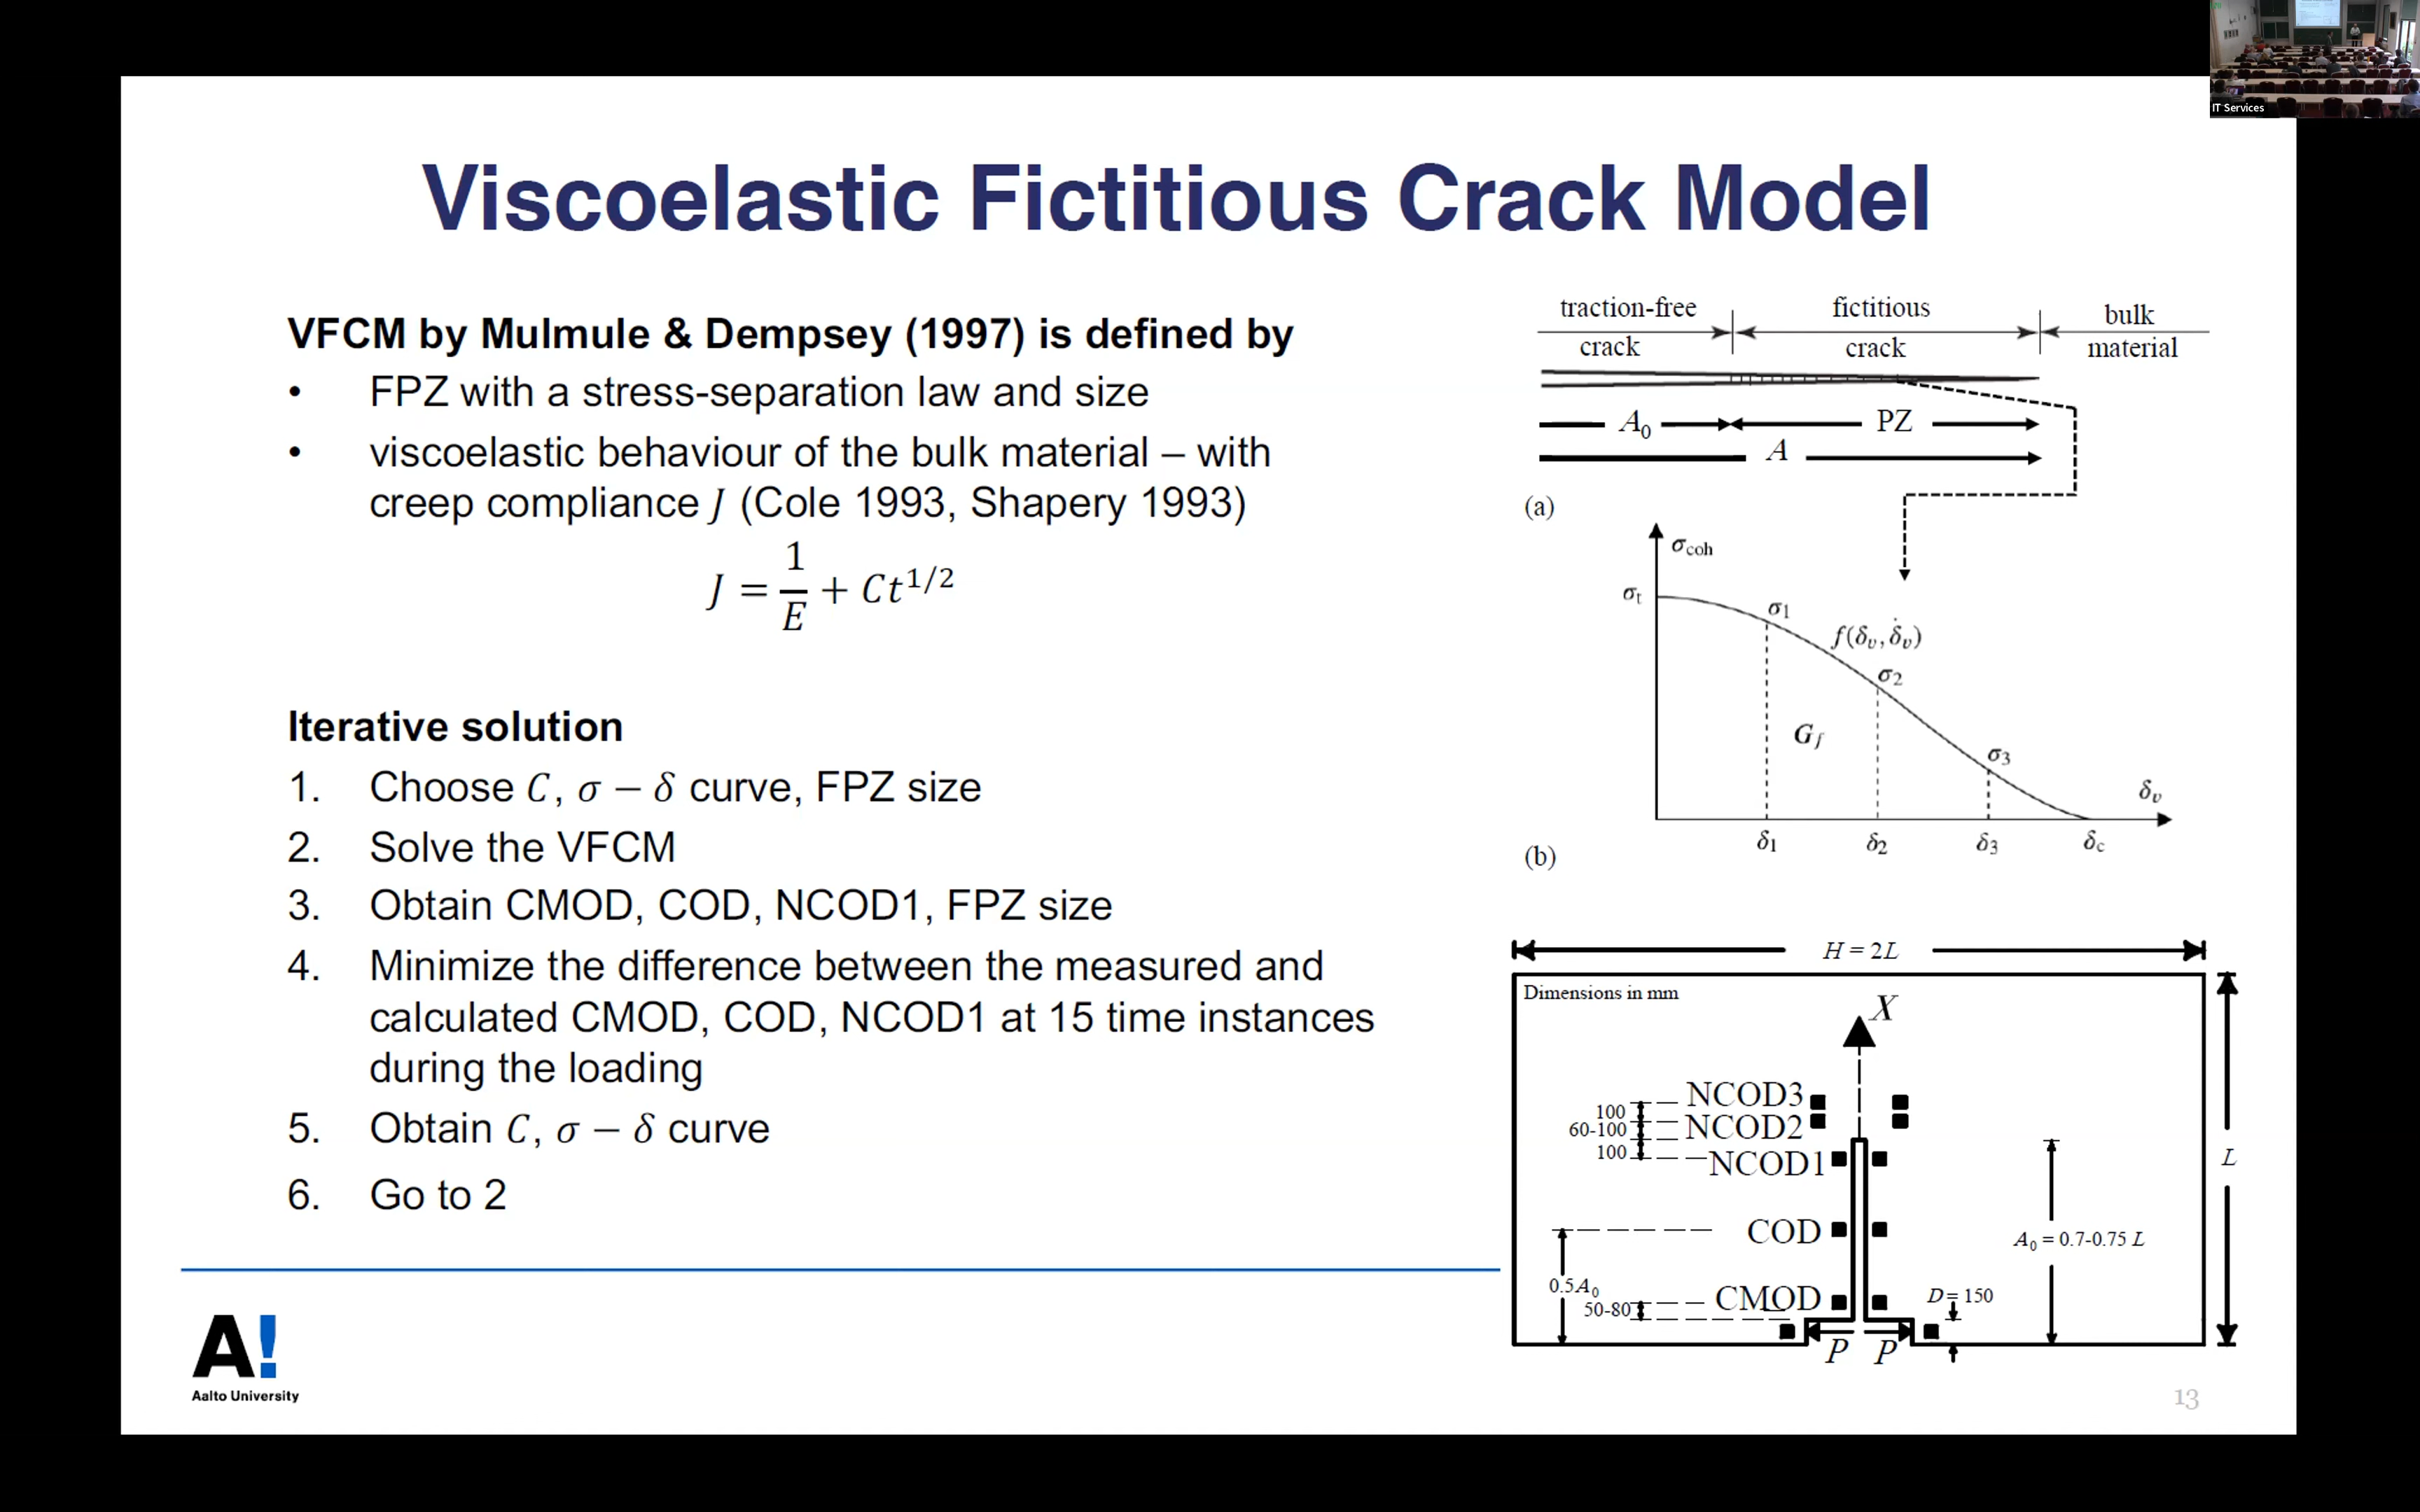 IT Services
Viscoelastic Fictitious Crack Model
VFCM by Mulmule & Dempsey (1997) is defined by
• FPZ with a stress-separation law and size
• viscoelastic behaviour of the bulk material – with
creep compliance J (Cole 1993, Shapery 1993)
J = 1/E + Ct^{1/2}
Iterative solution
1. Choose C, σ − δ curve, FPZ size
2. Solve the VFCM
3. Obtain CMOD, COD, NCOD1, FPZ size
4. Minimize the difference between the measured and
calculated CMOD, COD, NCOD1 at 15 time instances
during the loading
5. Obtain C, σ − δ curve
6. Go to 2
traction-free fictitious bulk
crack crack material
A₀ PZ
A
(a)
σcoh
σt
σ1
f(δv, δ̇v)
σ2
Gf
σ3
δv
δ1 δ2 δ3 δc
(b)
H = 2L
Dimensions in mm
X
NCOD3
100
NCOD2
60-100
100
NCOD1
L
COD
A₀ = 0.7-0.75 L
0.5A₀
CMOD
50-80
D = 150
P P
A!
Aalto University
13